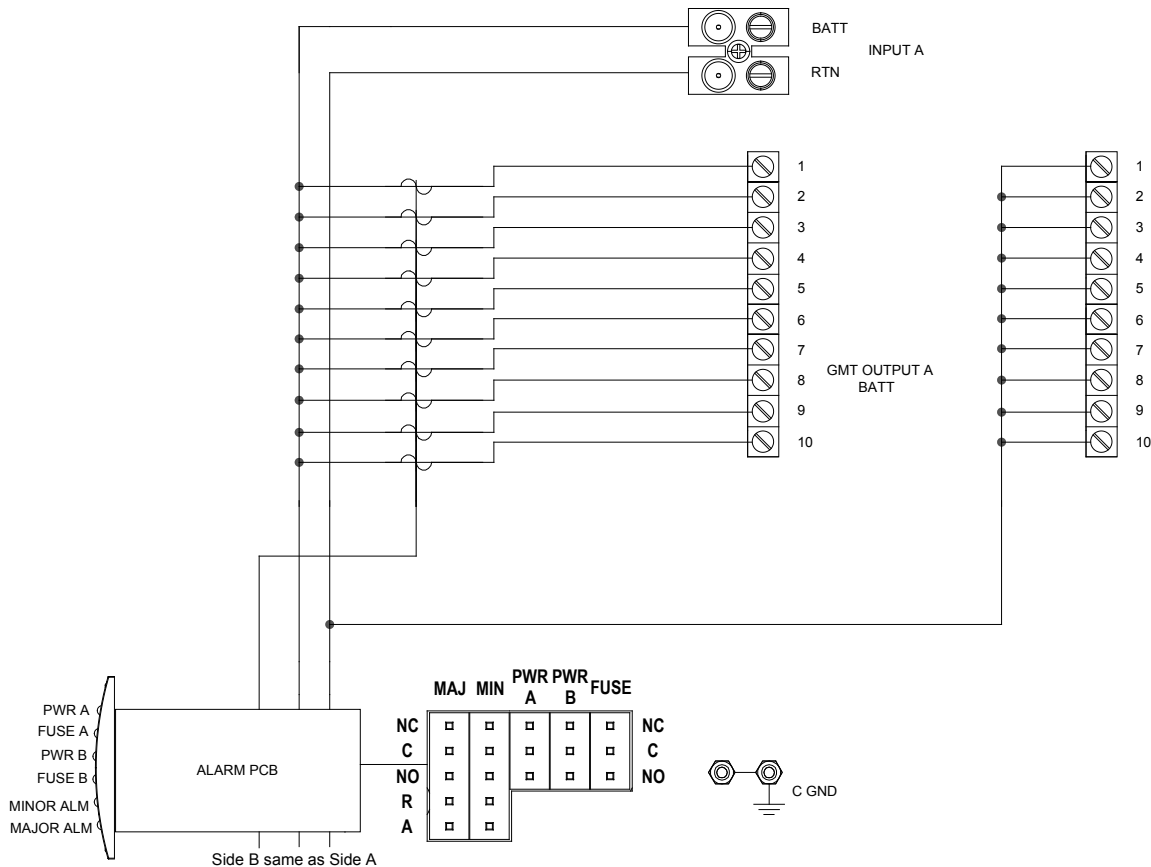 BATT
INPUT A
RTN
1
2
3
4
5
6
7
8
9
10
GMT OUTPUT A
BATT
1
2
3
4
5
6
7
8
9
10
PWR A
FUSE A
PWR B
FUSE B
MINOR ALM
MAJOR ALM
ALARM PCB
Side B same as Side A
MAJ MIN PWR A PWR B FUSE
NC NC
C C
NO NO
R
A
C GND